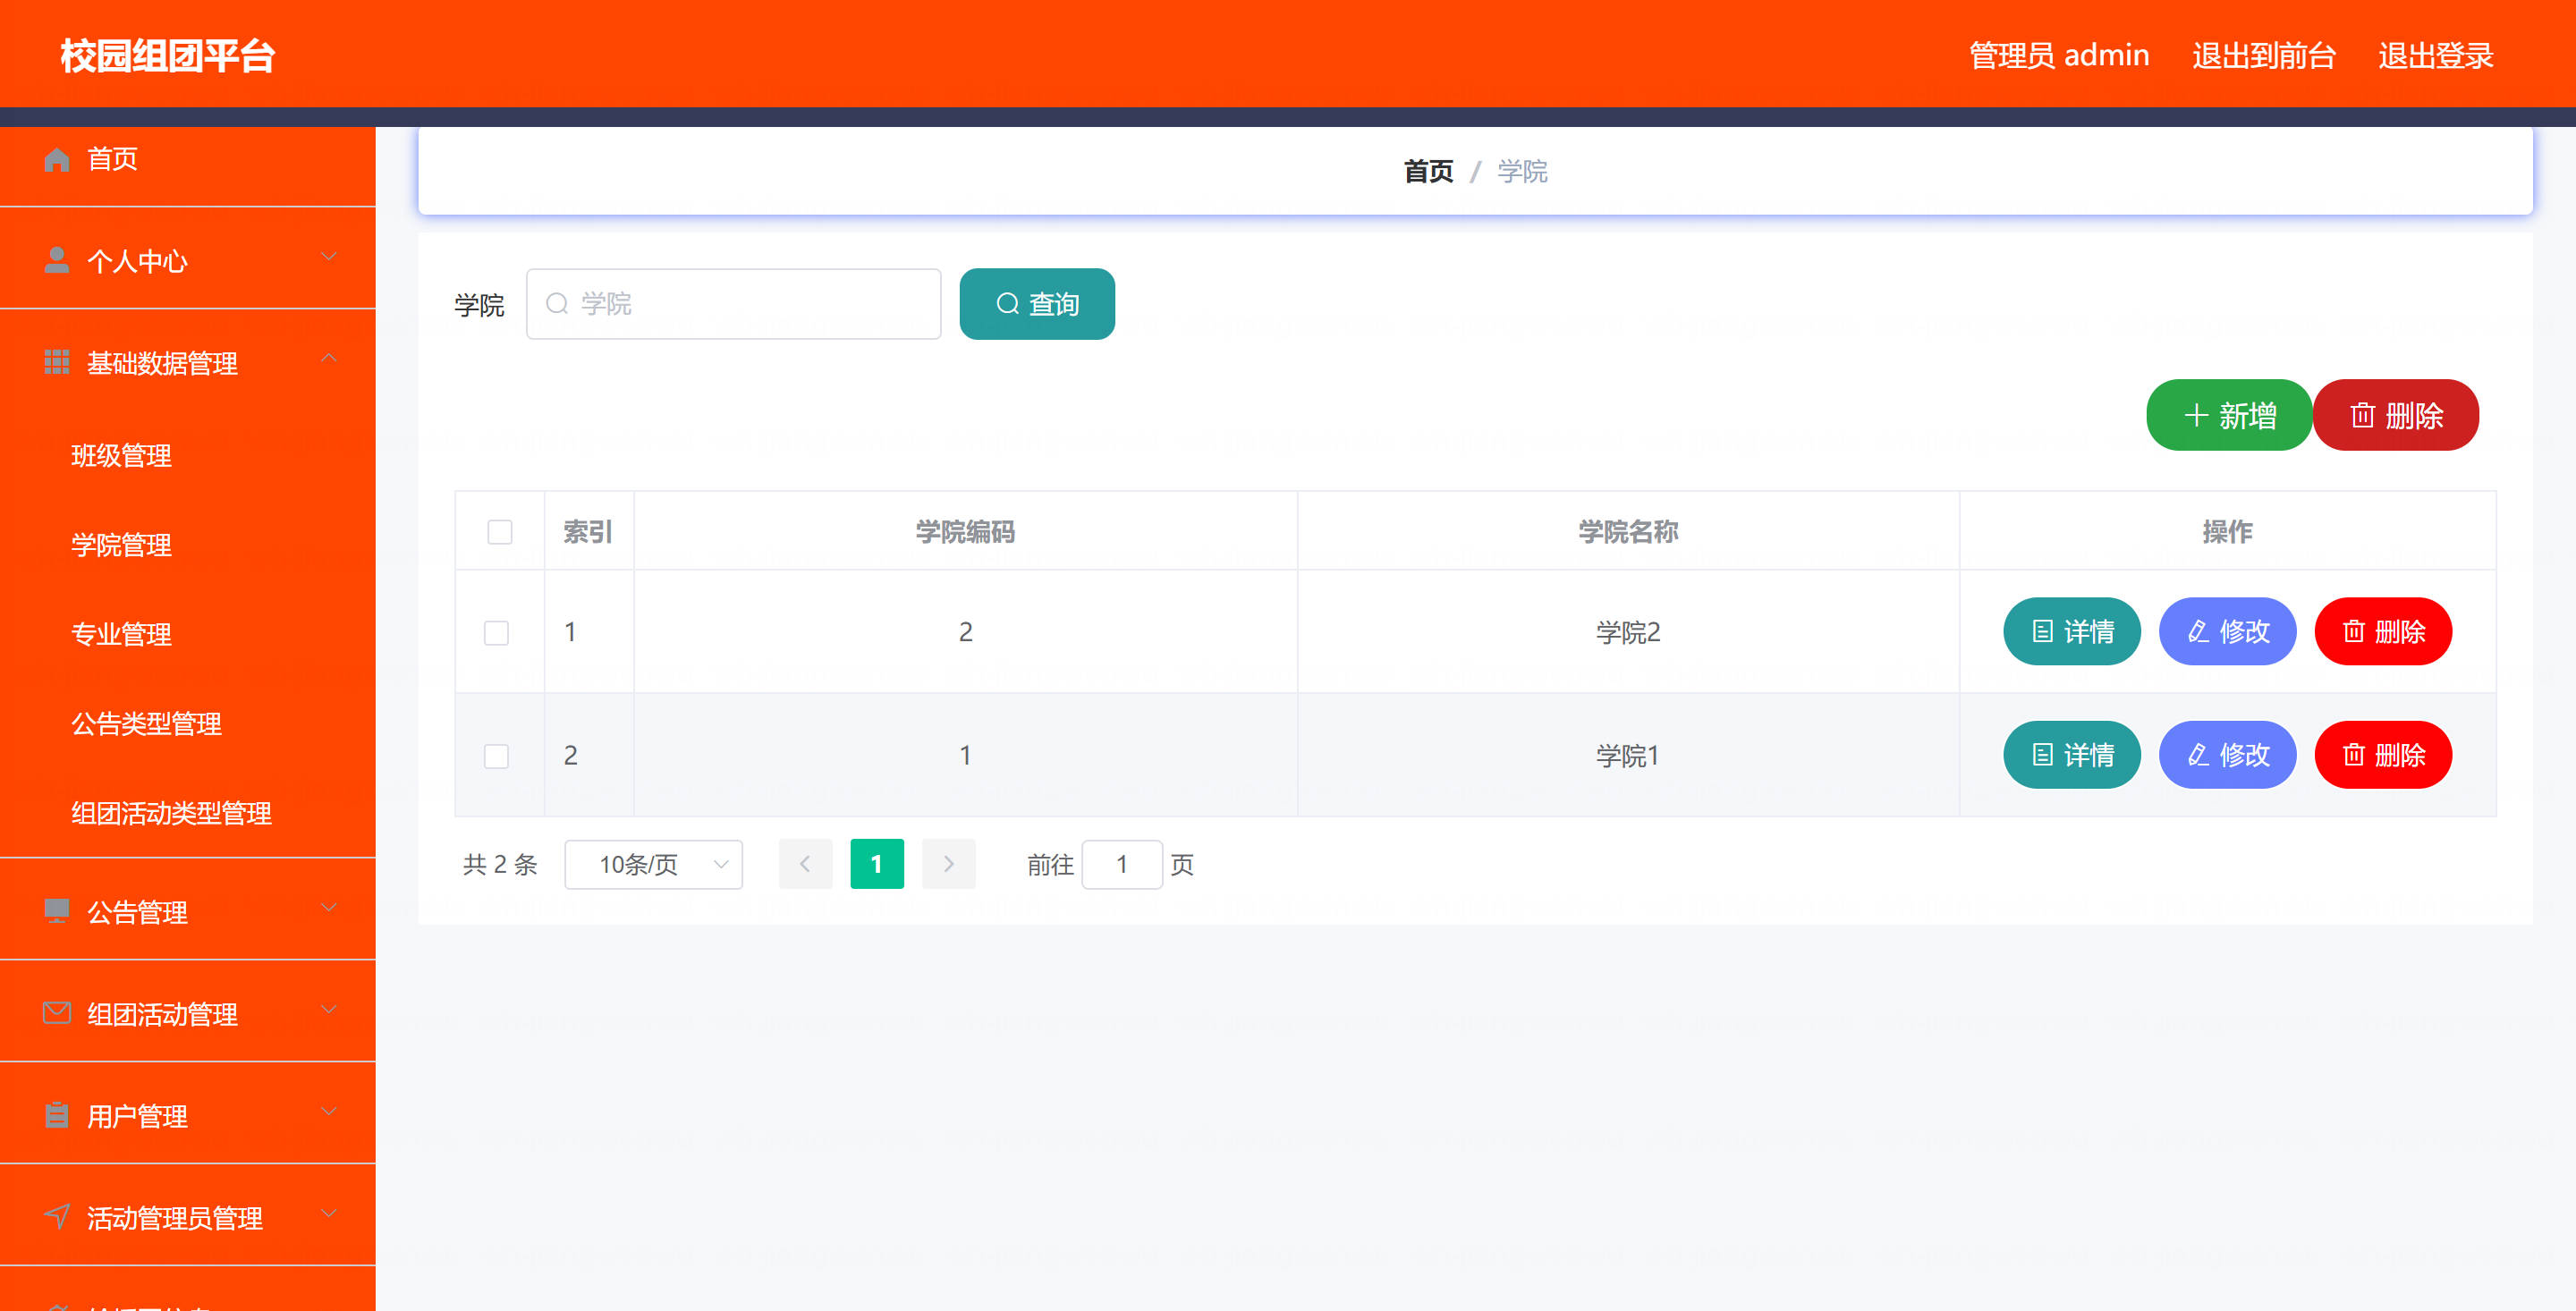 校园组团平台
管理员 admin 退出到前台 退出登录
首页
个人中心
基础数据管理
班级管理
学院管理
专业管理
公告类型管理
组团活动类型管理
公告管理
组团活动管理
用户管理
活动管理员管理
首页 / 学院
学院 学院 查询
新增 删除
索引 学院编码 学院名称 操作
1 2 学院2 详情 修改 删除
2 1 学院1 详情 修改 删除
共 2 条 10条/页 1 前往 1 页